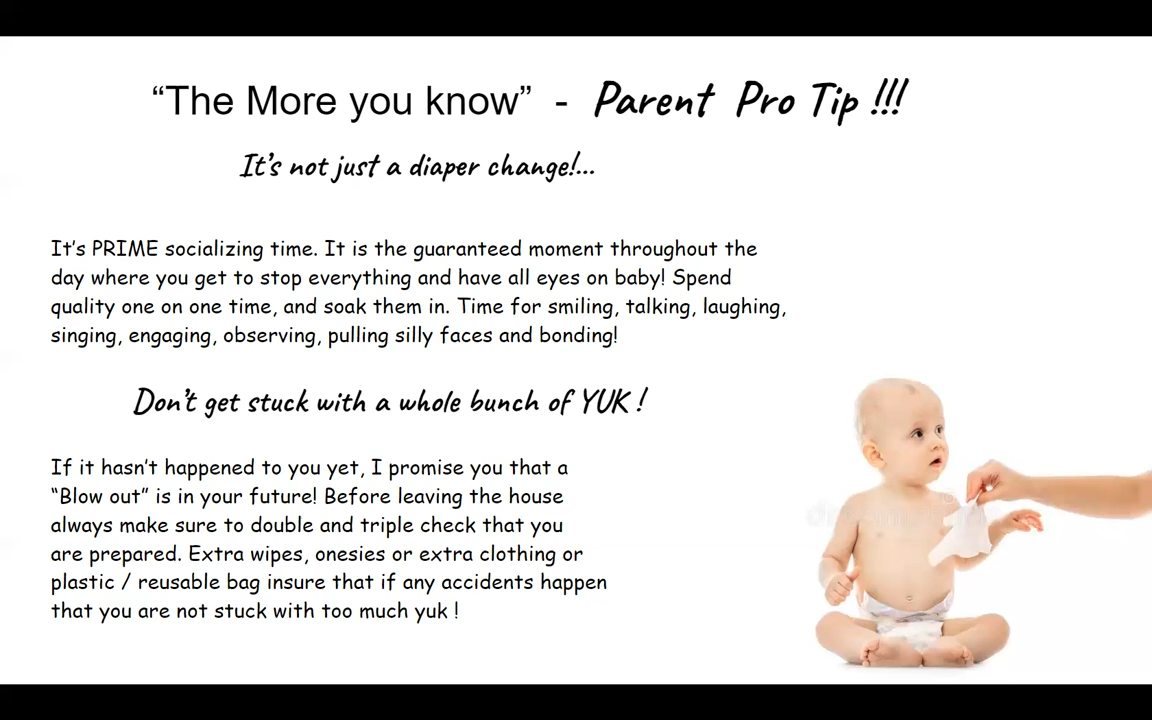 “The More you know” - Parent Pro Tip !!!
It’s not just a diaper change!...
It’s PRIME socializing time. It is the guaranteed moment throughout the
day where you get to stop everything and have all eyes on baby! Spend
quality one on one time, and soak them in. Time for smiling, talking, laughing,
singing, engaging, observing, pulling silly faces and bonding!
Don’t get stuck with a whole bunch of YUK !
If it hasn’t happened to you yet, I promise you that a
“Blow out” is in your future! Before leaving the house
always make sure to double and triple check that you
are prepared. Extra wipes, onesies or extra clothing or
plastic / reusable bag insure that if any accidents happen
that you are not stuck with too much yuk !